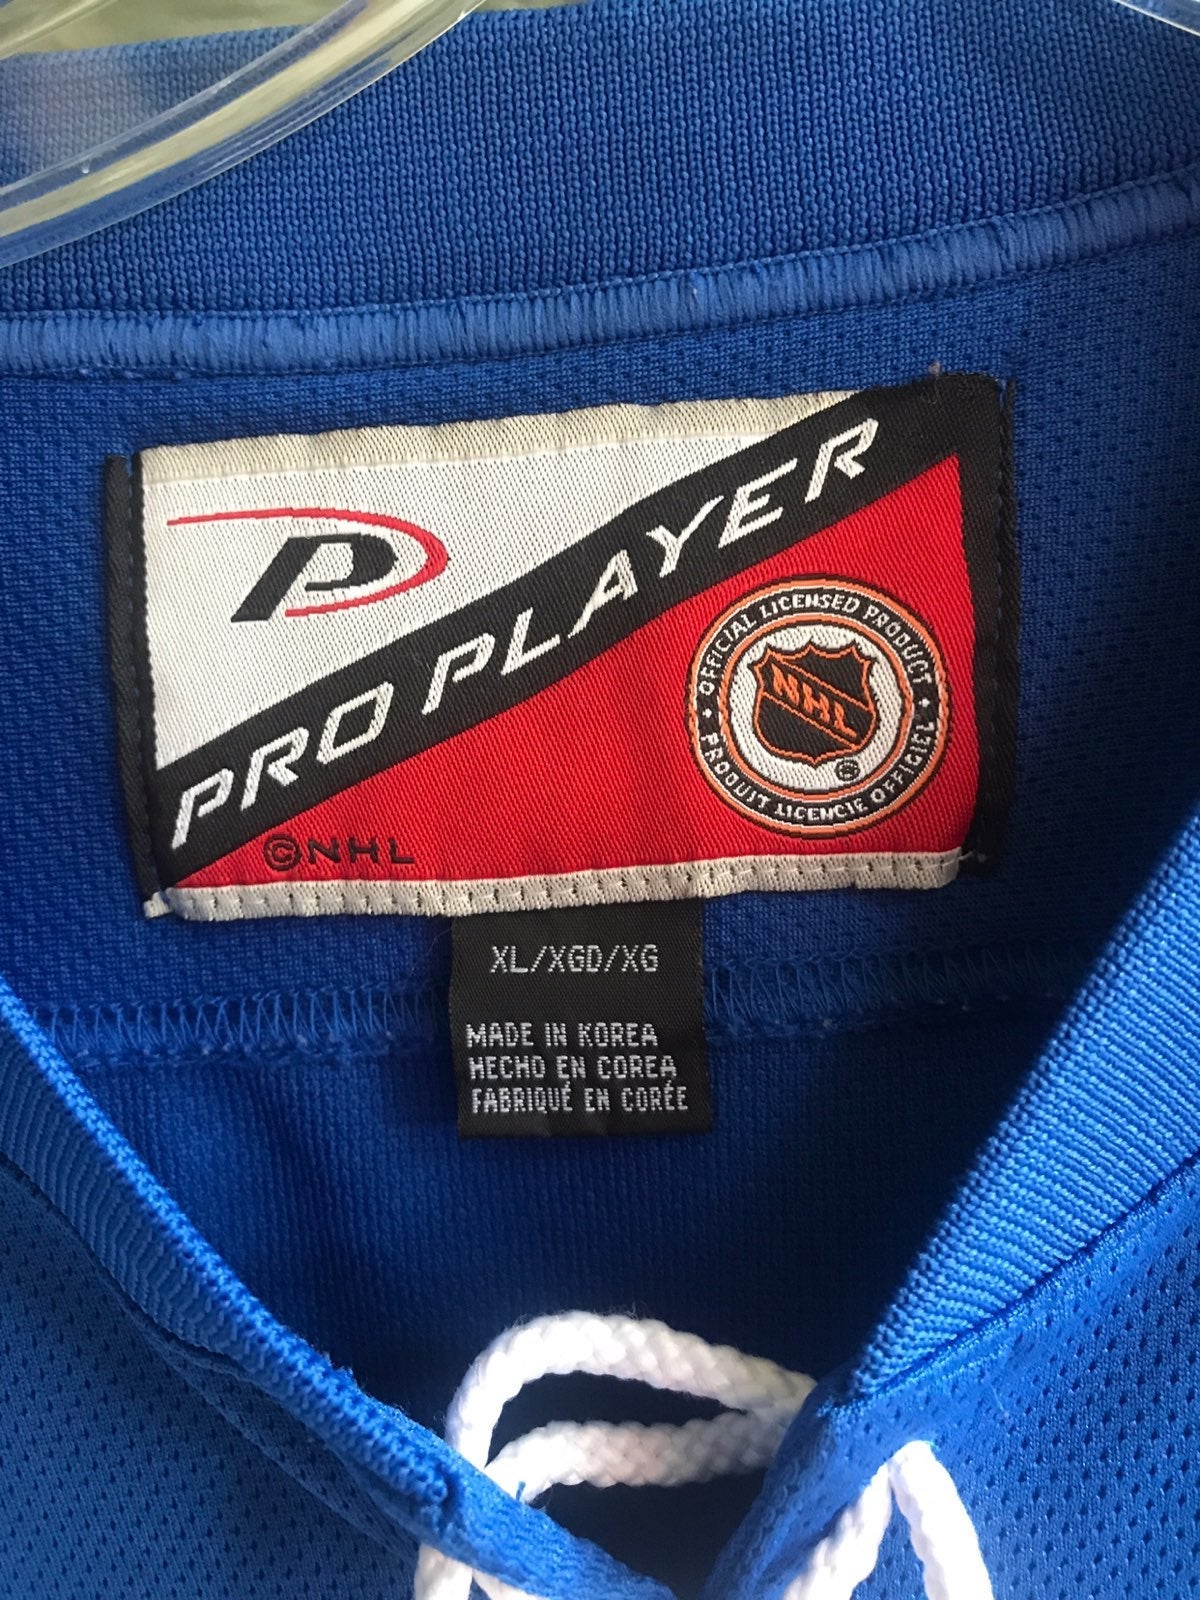 PRO PLAYER
©NHL
OFFICIAL LICENSED PRODUCT
NHL
PRODUIT LICENCIE OFFICIEL
XL/XGD/XG
MADE IN KOREA
HECHO EN COREA
FABRIQUÉ EN CORÉE